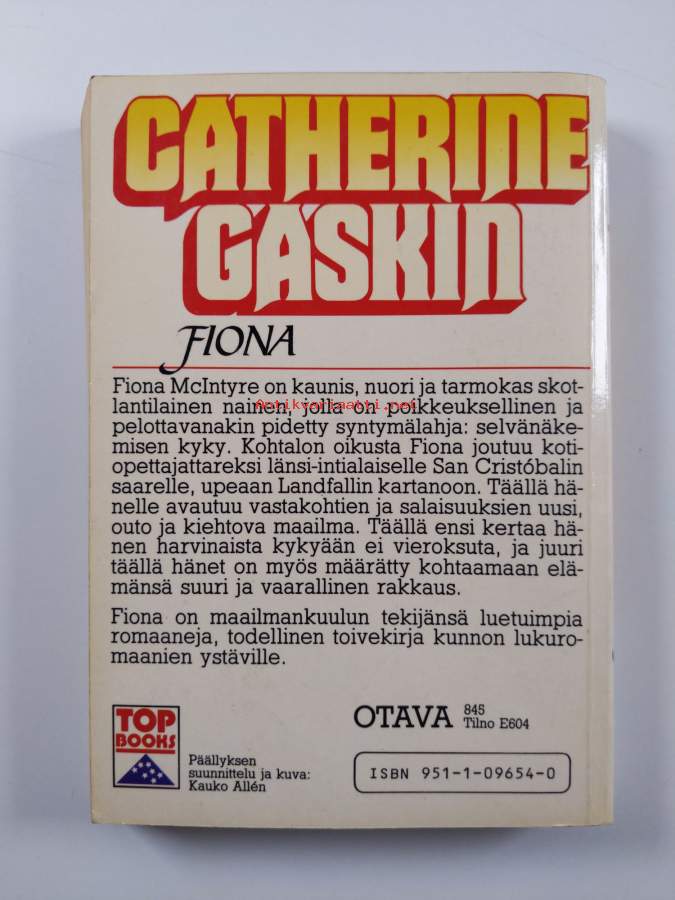 CATHERINE
GASKIN
FIONA
Fiona McIntyre on kaunis, nuori ja tarmokas skot-
lantilainen nainen, jolla on poikkeuksellinen ja
Antikvariaatti.net
pelottavanakin pidetty syntymälahja: selvänäke-
misen kyky. Kohtalon oikusta Fiona joutuu koti-
opettajattareksi länsi-intialaiselle San Cristóbalin
saarelle, upeaan Landfallin kartanoon. Täällä hä-
nelle avautuu vastakohtien ja salaisuuksien uusi,
outo ja kiehtova maailma. Täällä ensi kertaa hä-
nen harvinaista kykyään ei vieroksuta, ja juuri
täällä hänet on myös määrätty kohtaamaan elä-
mänsä suuri ja vaarallinen rakkaus.
Fiona on maailmankuulun tekijänsä luetuimpia
romaaneja, todellinen toivekirja kunnon lukuro-
maanien ystäville.
TOP
BOOKS
Päällyksen
suunnittelu ja kuva:
Kauko Allén
OTAVA
845
Tilno E604
ISBN 951-1-09654-0